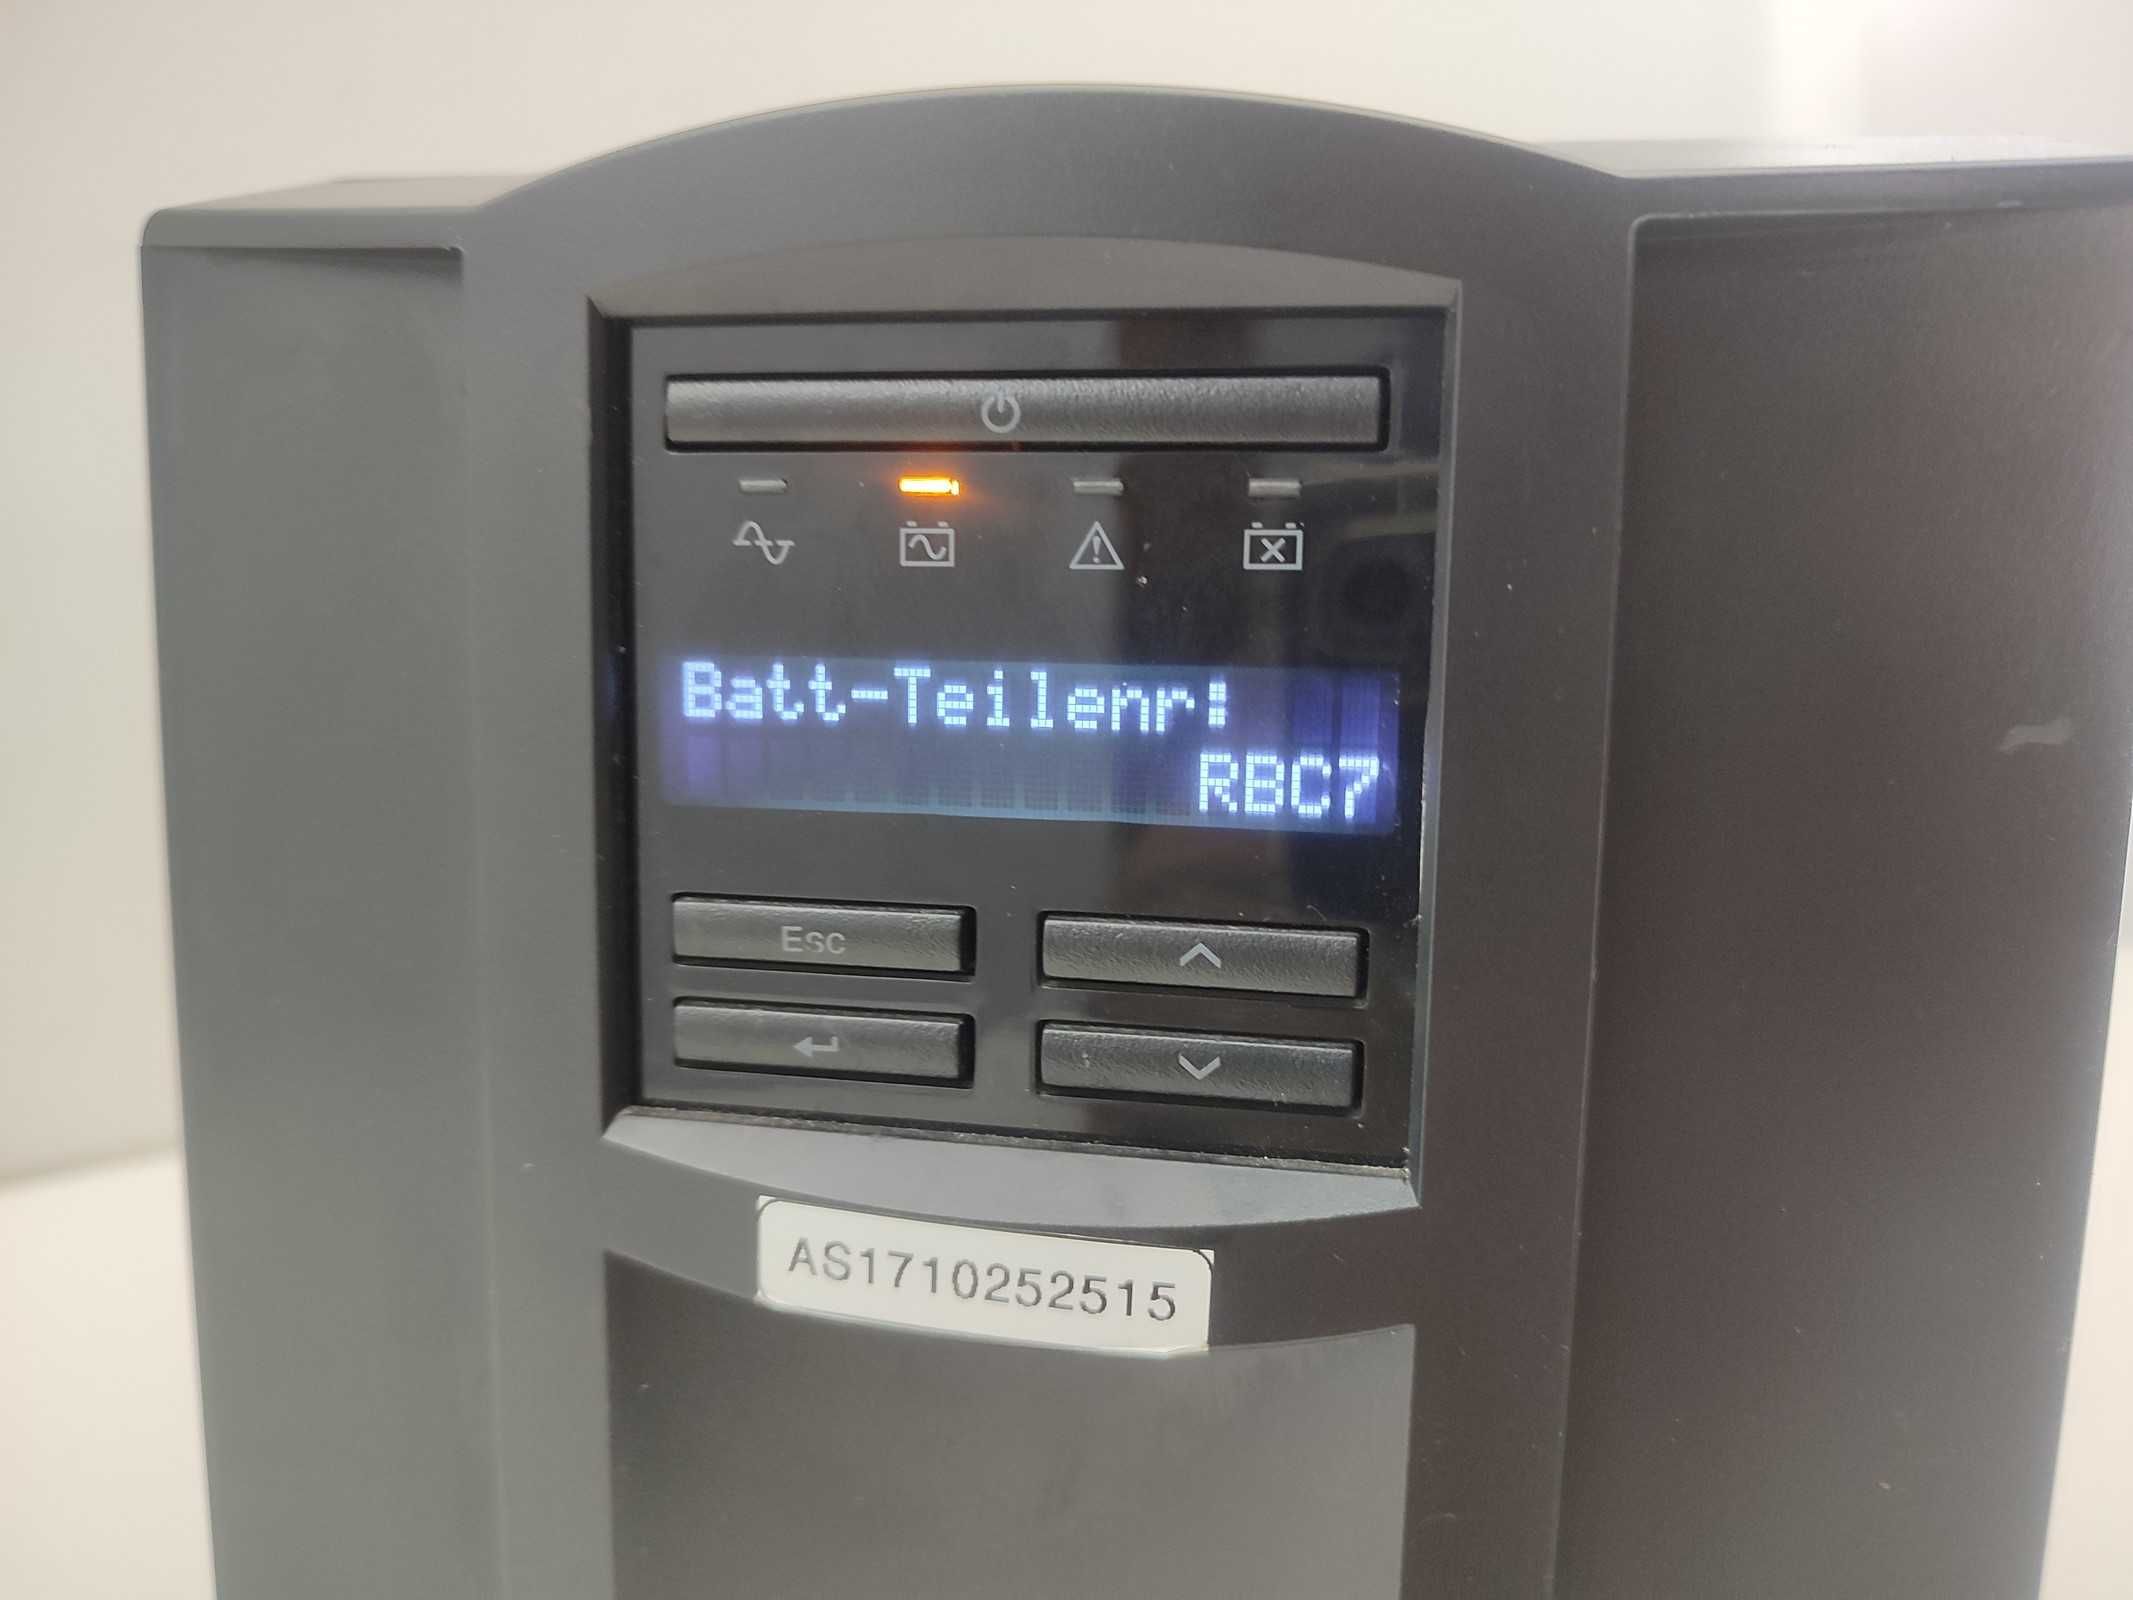 Batt-Teilenr:
RBC7
Esc
AS1710252515